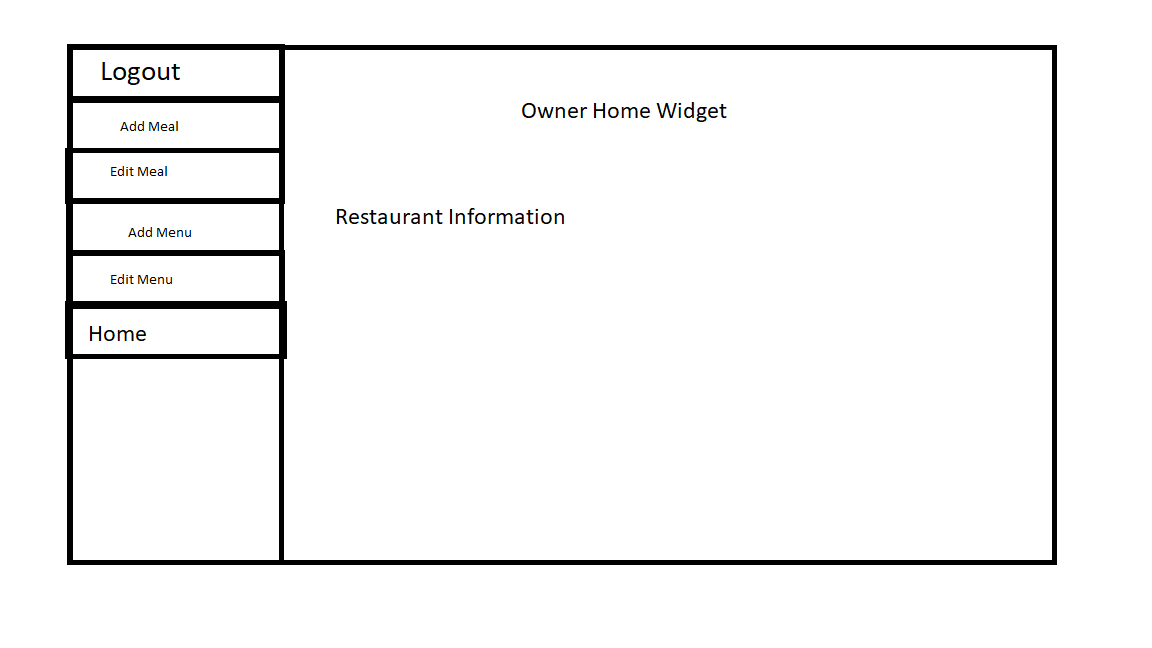 Logout
Add Meal
Edit Meal
Add Menu
Edit Menu
Home
Owner Home Widget
Restaurant Information